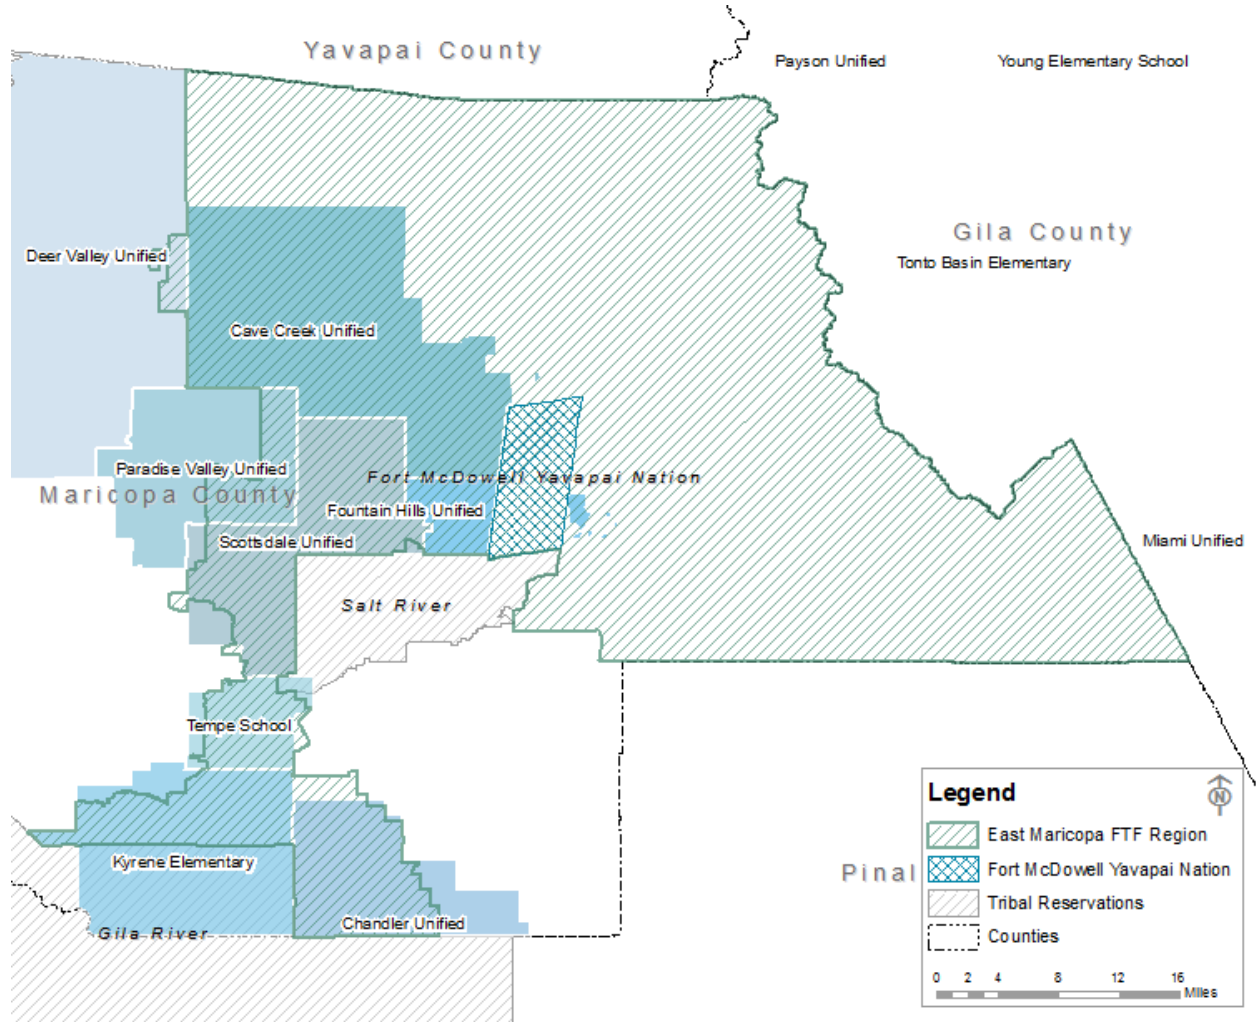 Yavapai County
Payson Unified
Young Elementary School
Gila County
Tonto Basin Elementary
Deer Valley Unified
Cave Creek Unified
Paradise Valley Unified
Fort McDowell Yavapai Nation
Maricopa County
Fountain Hills Unified
Scottsdale Unified
Miami Unified
Salt River
Tempe School
Kyrene Elementary
Chandler Unified
Gila River
Pinal
Legend
N
East Maricopa FTF Region
Fort McDowell Yavapai Nation
Tribal Reservations
Counties
0 2 4 8 12 16
Miles